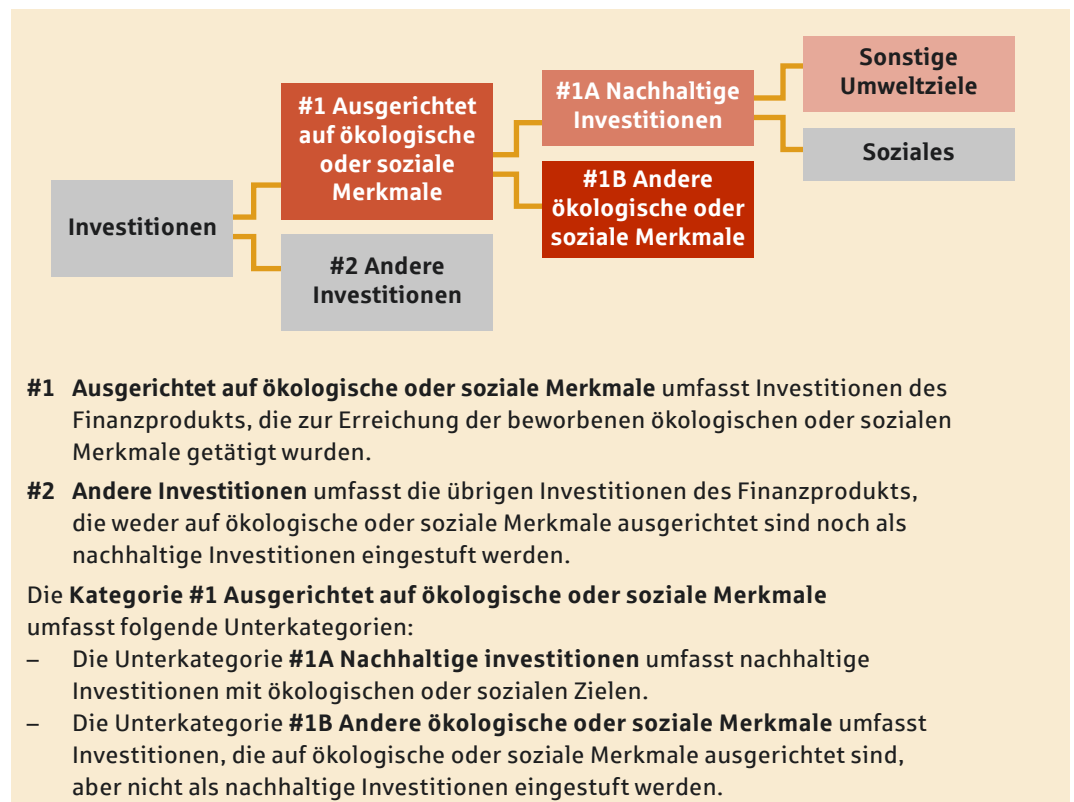 Sonstige
Umweltziele
#1A Nachhaltige
Investitionen
#1 Ausgerichtet
auf ökologische
oder soziale
Merkmale
Soziales
#1B Andere
ökologische oder
soziale Merkmale
Investitionen
#2 Andere
Investitionen
#1 Ausgerichtet auf ökologische oder soziale Merkmale umfasst Investitionen des
Finanzprodukts, die zur Erreichung der beworbenen ökologischen oder sozialen
Merkmale getätigt wurden.
#2 Andere Investitionen umfasst die übrigen Investitionen des Finanzprodukts,
die weder auf ökologische oder soziale Merkmale ausgerichtet sind noch als
nachhaltige Investitionen eingestuft werden.
Die Kategorie #1 Ausgerichtet auf ökologische oder soziale Merkmale
umfasst folgende Unterkategorien:
– Die Unterkategorie #1A Nachhaltige investitionen umfasst nachhaltige
Investitionen mit ökologischen oder sozialen Zielen.
– Die Unterkategorie #1B Andere ökologische oder soziale Merkmale umfasst
Investitionen, die auf ökologische oder soziale Merkmale ausgerichtet sind,
aber nicht als nachhaltige Investitionen eingestuft werden.